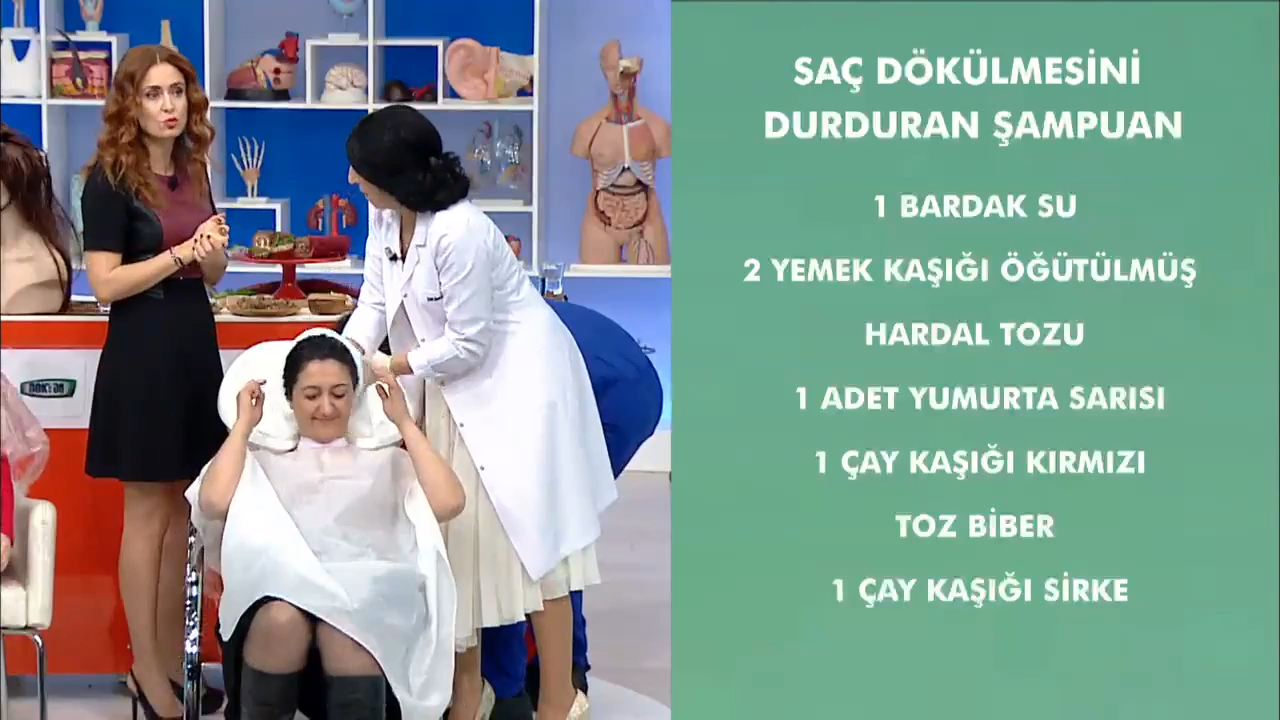 SAÇ DÖKÜLMESİNİ
DURDURAN ŞAMPUAN
1 BARDAK SU
2 YEMEK KAŞIĞI ÖĞÜTÜLMÜŞ
HARDAL TOZU
1 ADET YUMURTA SARISI
1 ÇAY KAŞIĞI KIRMIZI
TOZ BİBER
1 ÇAY KAŞIĞI SİRKE